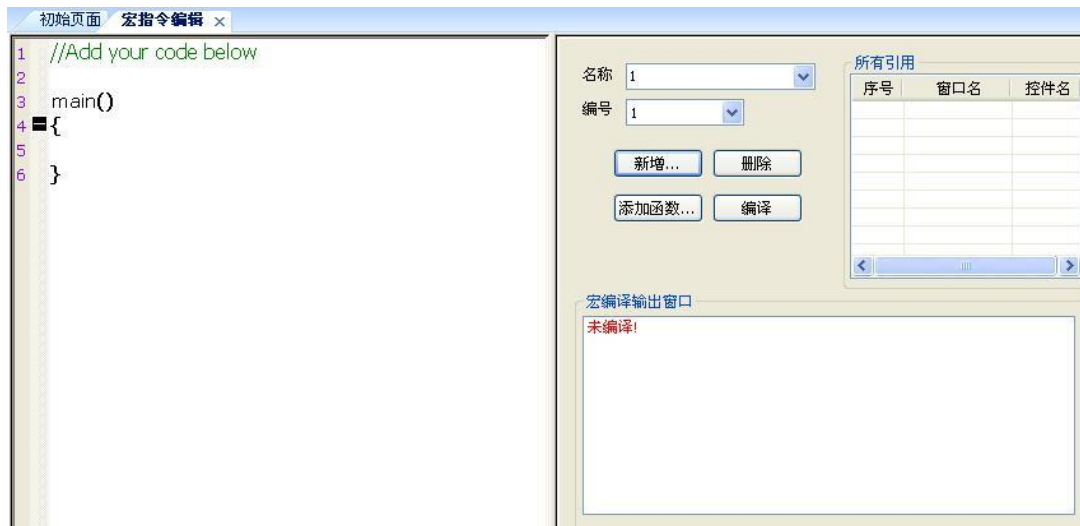 初始页面 宏指令编辑 ×
1 //Add your code below
2
3 main()
4 {
5
6 }
名称 1
编号 1
新增... 删除
添加函数... 编译
所有引用
序号 窗口名 控件名
宏编译输出窗口
未编译!